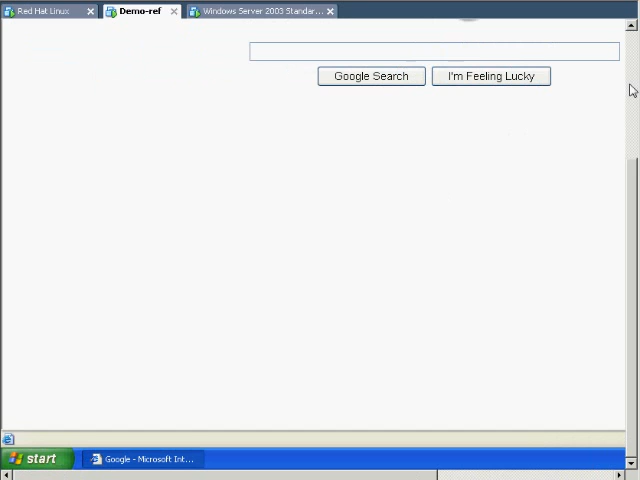 Red Hat Linux
Demo-ref
Windows Server 2003 Standar...
Google Search
I'm Feeling Lucky
start
Google - Microsoft Int...